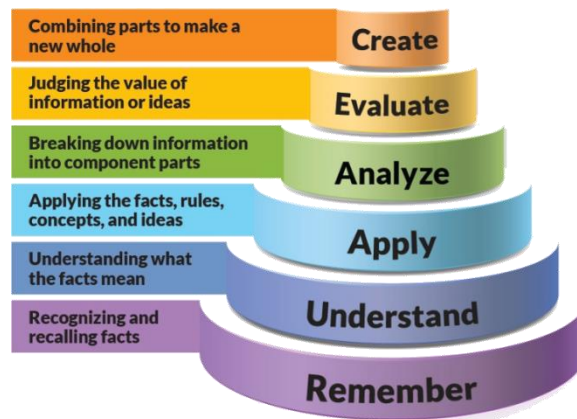 Combining parts to make a
new whole
Create
Judging the value of
information or ideas
Evaluate
Breaking down information
into component parts
Analyze
Applying the facts, rules,
concepts, and ideas
Apply
Understanding what
the facts mean
Understand
Recognizing and
recalling facts
Remember